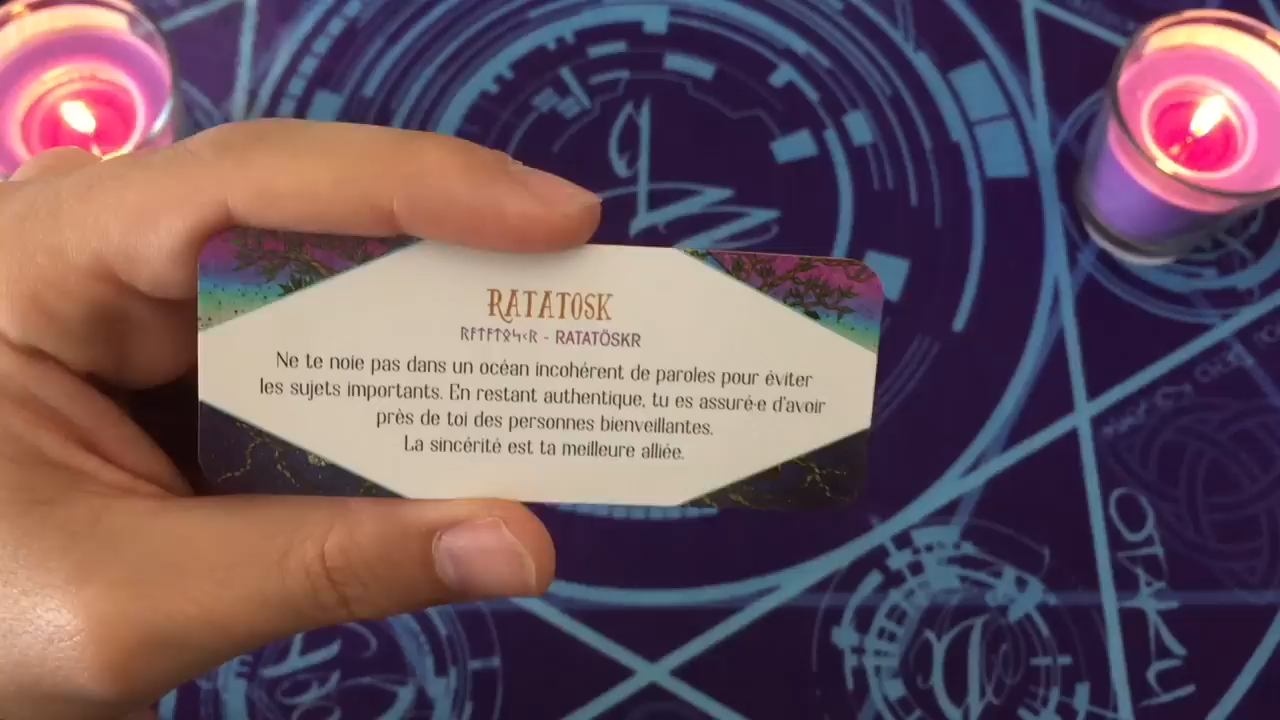 RATATOSK
ᚱᚨᛏᚨᛏᛟᛋᚲᚱ - RATATÖSKR
Ne te noie pas dans un océan incohérent de paroles pour éviter
les sujets importants. En restant authentique, tu es assuré·e d'avoir
près de toi des personnes bienveillantes.
La sincérité est ta meilleure alliée.